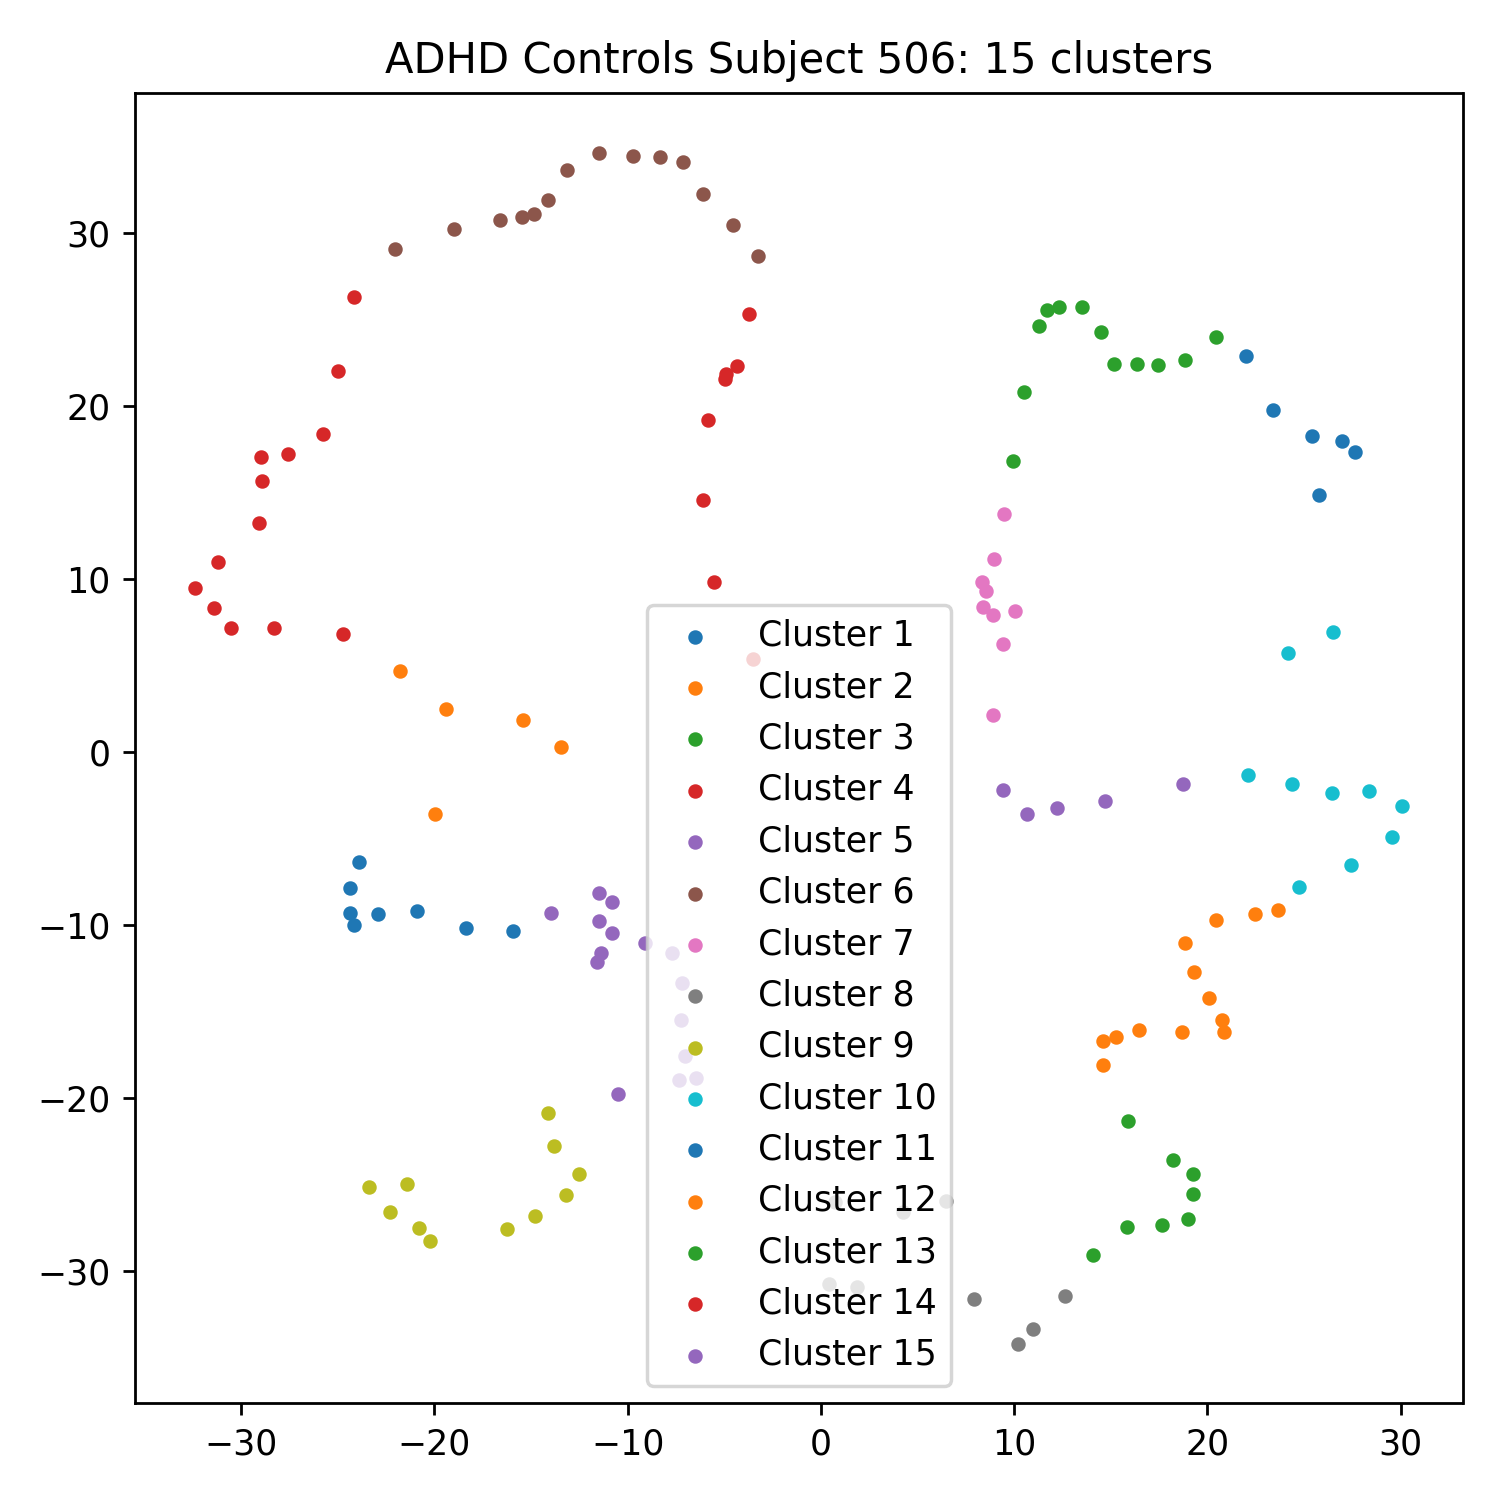 ADHD Controls Subject 506: 15 clusters
30
20
10
0
−10
−20
−30
Cluster 1
Cluster 2
Cluster 3
Cluster 4
Cluster 5
Cluster 6
Cluster 7
Cluster 8
Cluster 9
Cluster 10
Cluster 11
Cluster 12
Cluster 13
Cluster 14
Cluster 15
−30 −20 −10 0 10 20 30